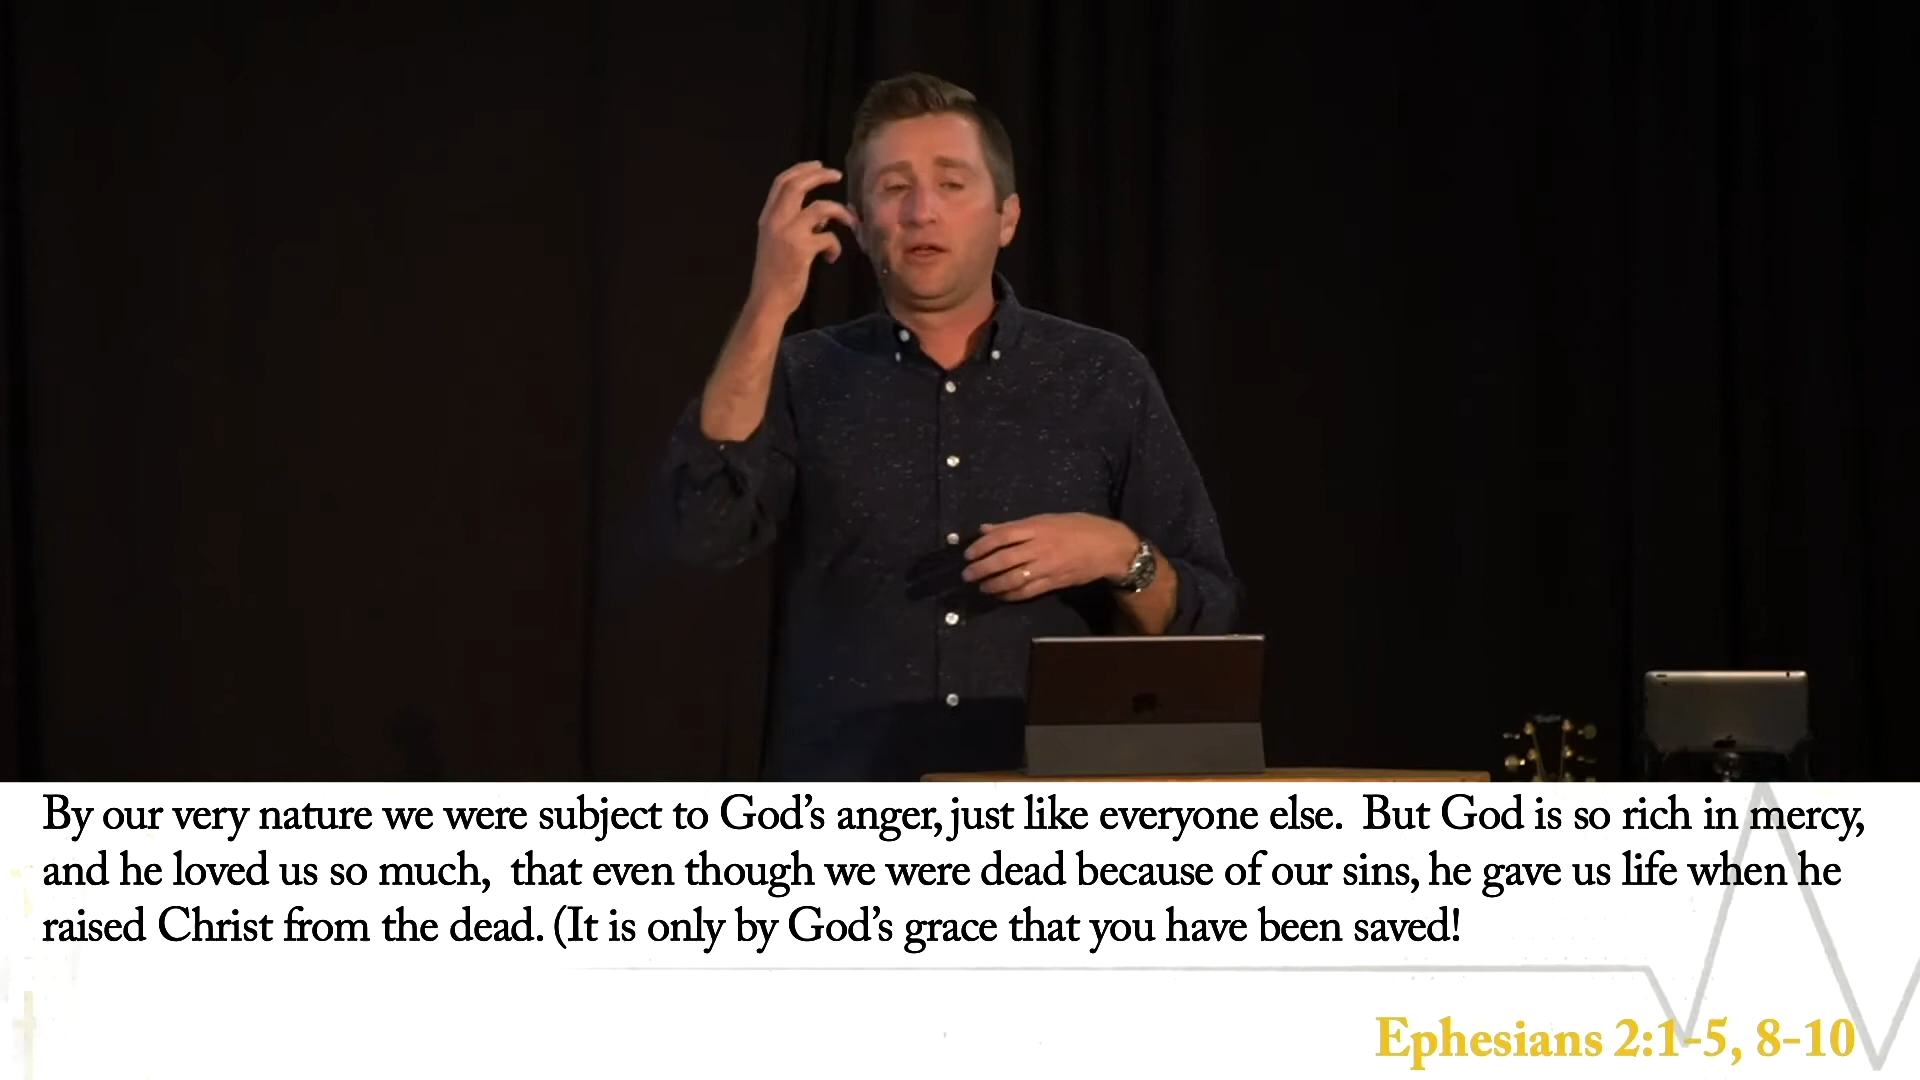 By our very nature we were subject to God’s anger, just like everyone else.  But God is so rich in mercy,
and he loved us so much,  that even though we were dead because of our sins, he gave us life when he
raised Christ from the dead. (It is only by God’s grace that you have been saved!
Ephesians 2:1-5, 8-10